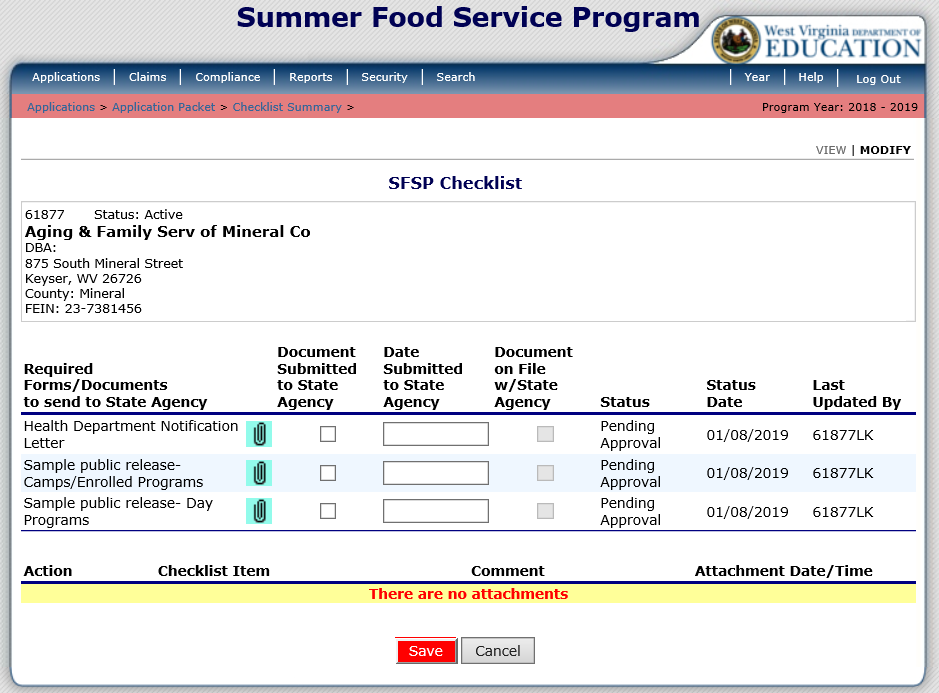 Summer Food Service Program
West Virginia DEPARTMENT OF
EDUCATION
Applications | Claims | Compliance | Reports | Security | Search | Year | Help | Log Out
Applications > Application Packet > Checklist Summary > Program Year: 2018 - 2019
VIEW | MODIFY
SFSP Checklist
61877 Status: Active
Aging & Family Serv of Mineral Co
DBA:
875 South Mineral Street
Keyser, WV 26726
County: Mineral
FEIN: 23-7381456
Required
Forms/Documents
to send to State Agency
Document
Submitted
to State
Agency
Date
Submitted
to State
Agency
Document
on File
w/State
Agency
Status
Status
Date
Last
Updated By
Health Department Notification
Letter
Pending
Approval
01/08/2019
61877LK
Sample public release-
Camps/Enrolled Programs
Pending
Approval
01/08/2019
61877LK
Sample public release- Day
Programs
Pending
Approval
01/08/2019
61877LK
Action Checklist Item Comment Attachment Date/Time
There are no attachments
Save Cancel